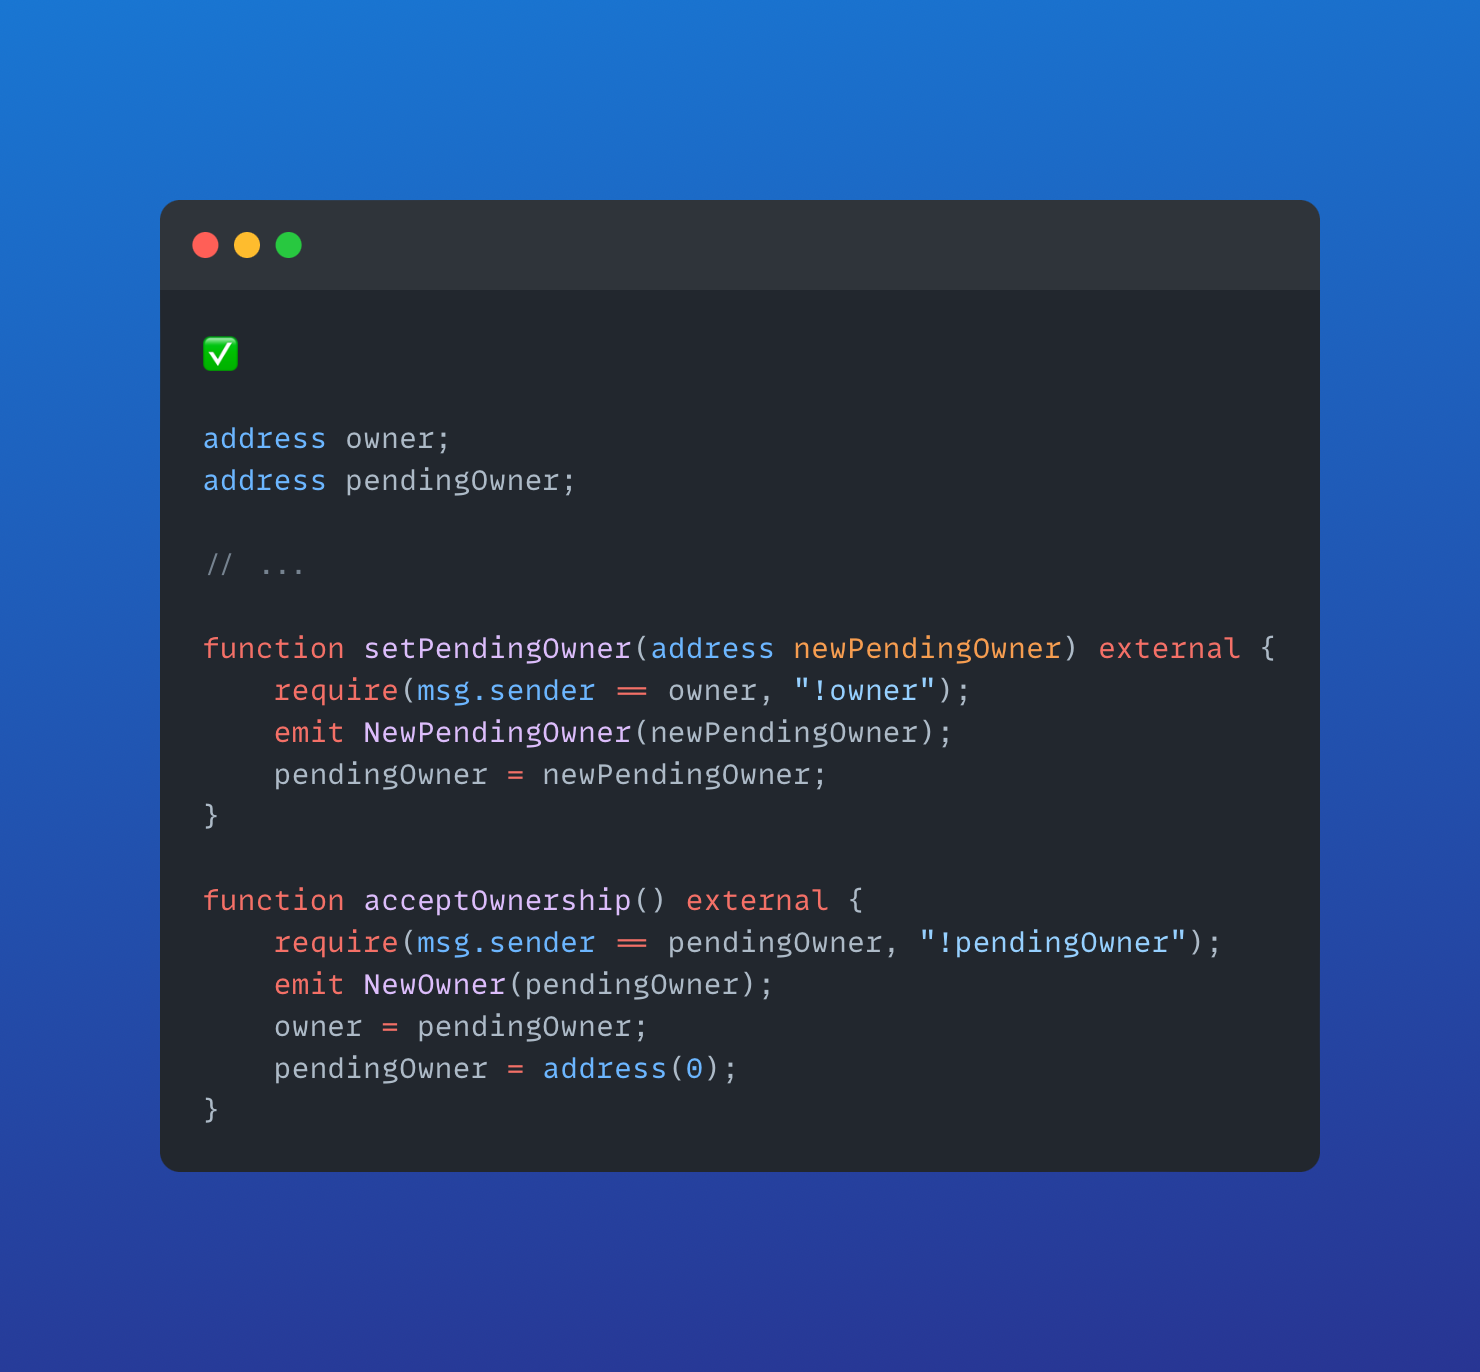 ✅
address owner;
address pendingOwner;
// ...
function setPendingOwner(address newPendingOwner) external {
    require(msg.sender == owner, "!owner");
    emit NewPendingOwner(newPendingOwner);
    pendingOwner = newPendingOwner;
}
function acceptOwnership() external {
    require(msg.sender == pendingOwner, "!pendingOwner");
    emit NewOwner(pendingOwner);
    owner = pendingOwner;
    pendingOwner = address(0);
}